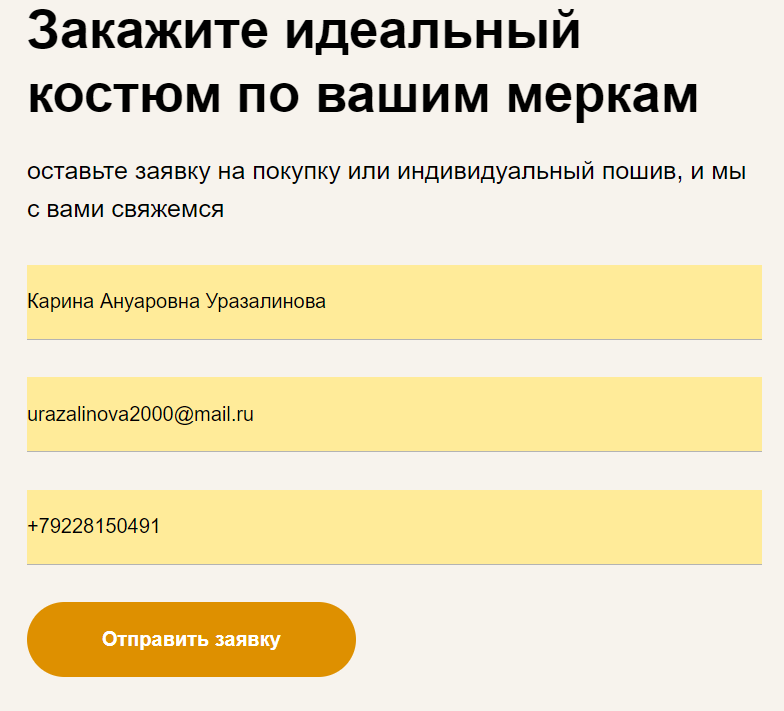 Закажите идеальный
костюм по вашим меркам
оставьте заявку на покупку или индивидуальный пошив, и мы
с вами свяжемся
Карина Ануаровна Уразалинова
urazalinova2000@mail.ru
+79228150491
Отправить заявку